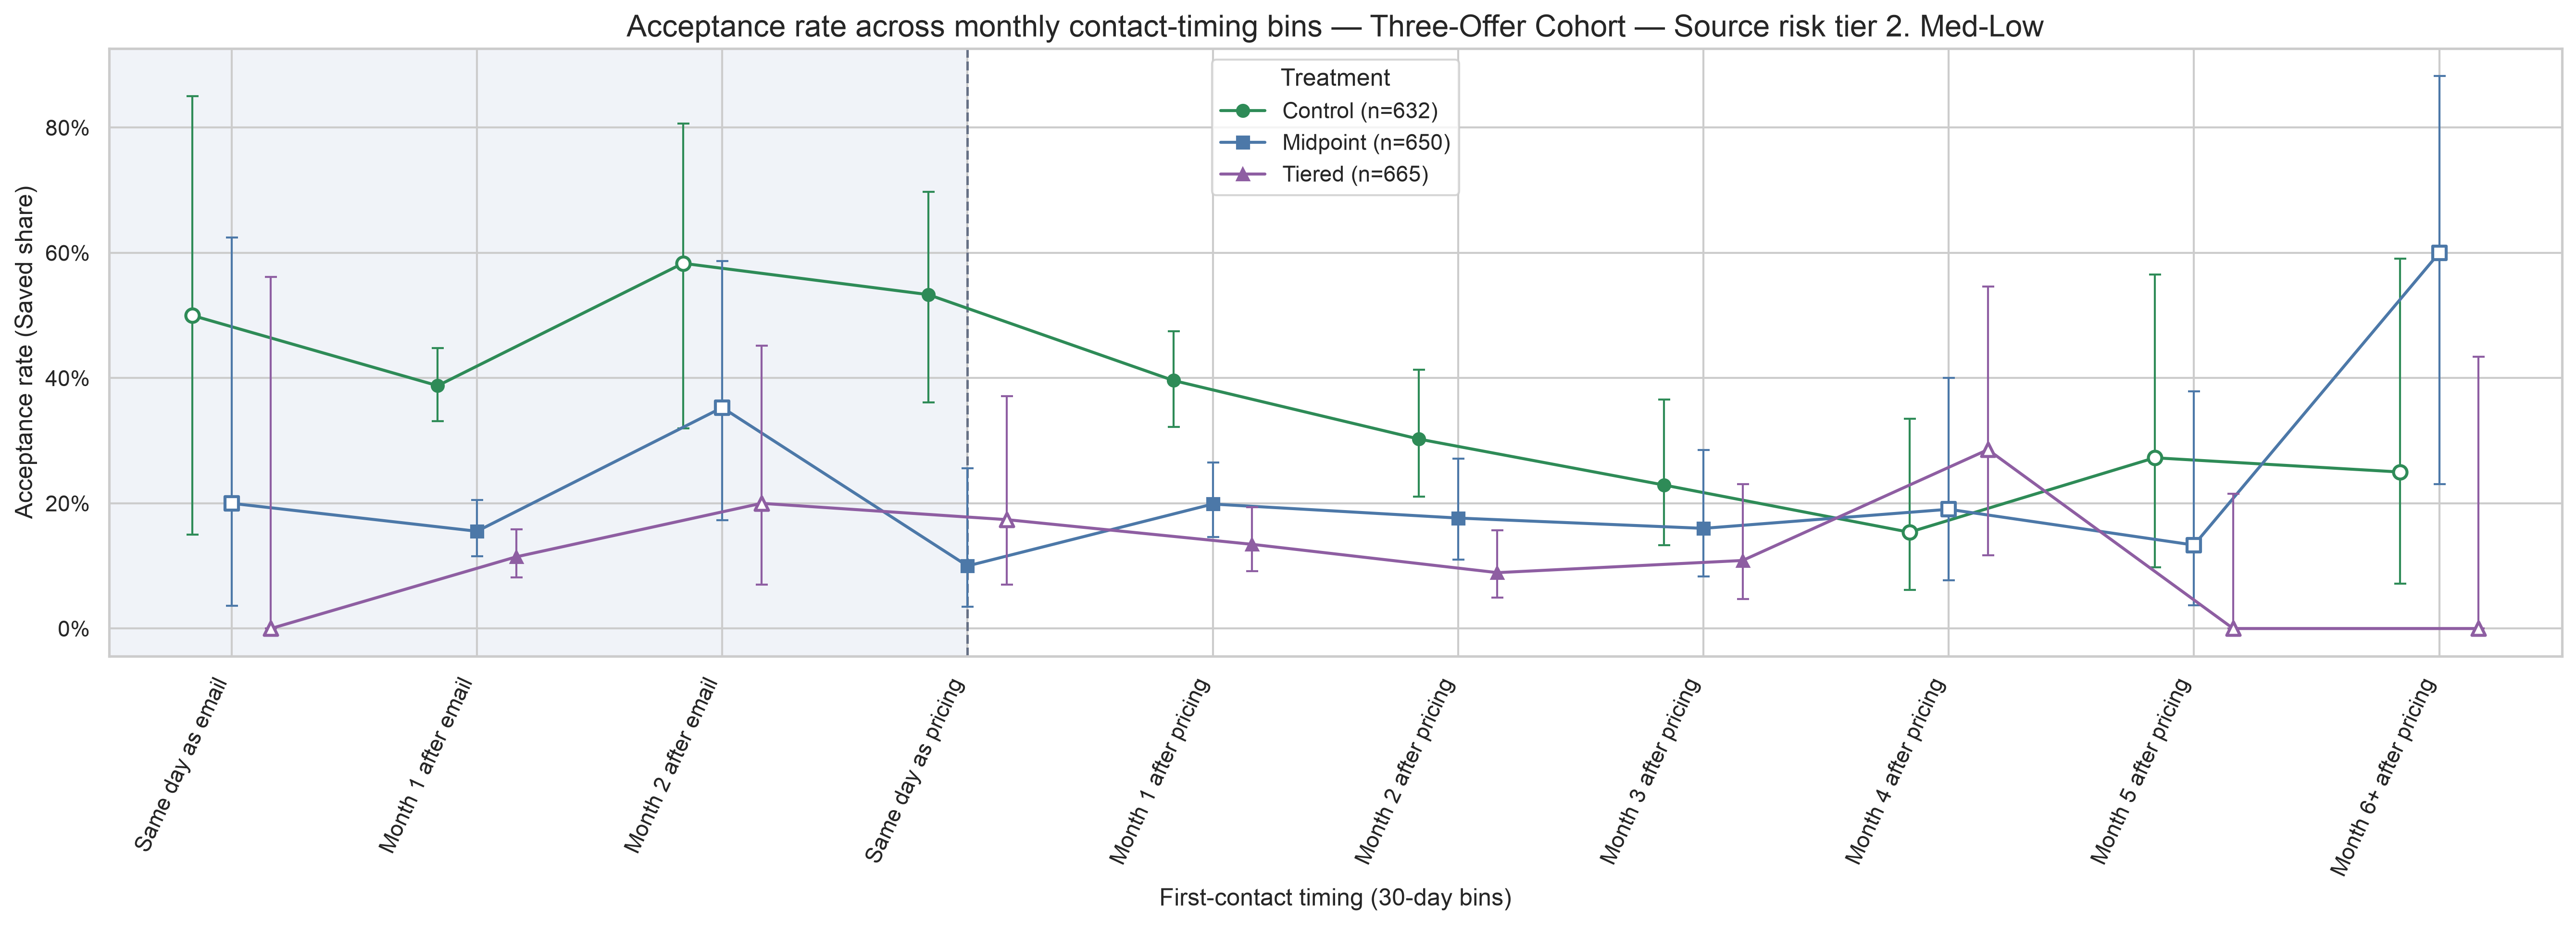 Acceptance rate across monthly contact-timing bins — Three-Offer Cohort — Source risk tier 2. Med-Low
Treatment
Control (n=632)
Midpoint (n=650)
Tiered (n=665)
Acceptance rate (Saved share)
80%
60%
40%
20%
0%
Same day as email
Month 1 after email
Month 2 after email
Same day as pricing
Month 1 after pricing
Month 2 after pricing
Month 3 after pricing
Month 4 after pricing
Month 5 after pricing
Month 6+ after pricing
First-contact timing (30-day bins)